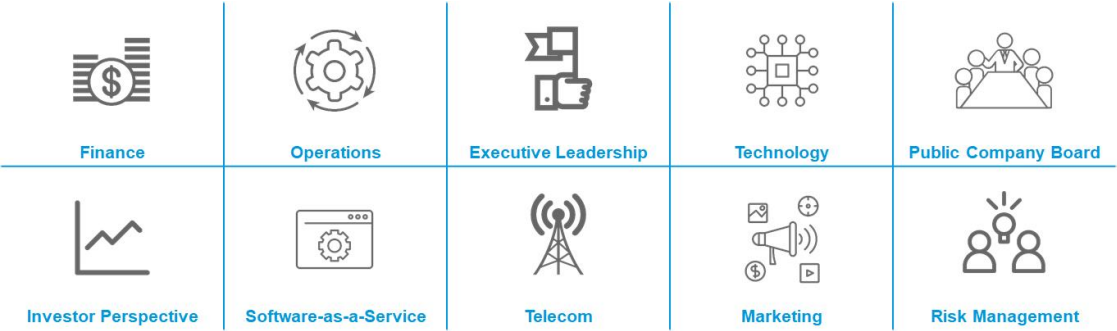 $
Finance
Operations
Executive Leadership
Technology
Public Company Board
Investor Perspective
Software-as-a-Service
Telecom
$
Marketing
Risk Management